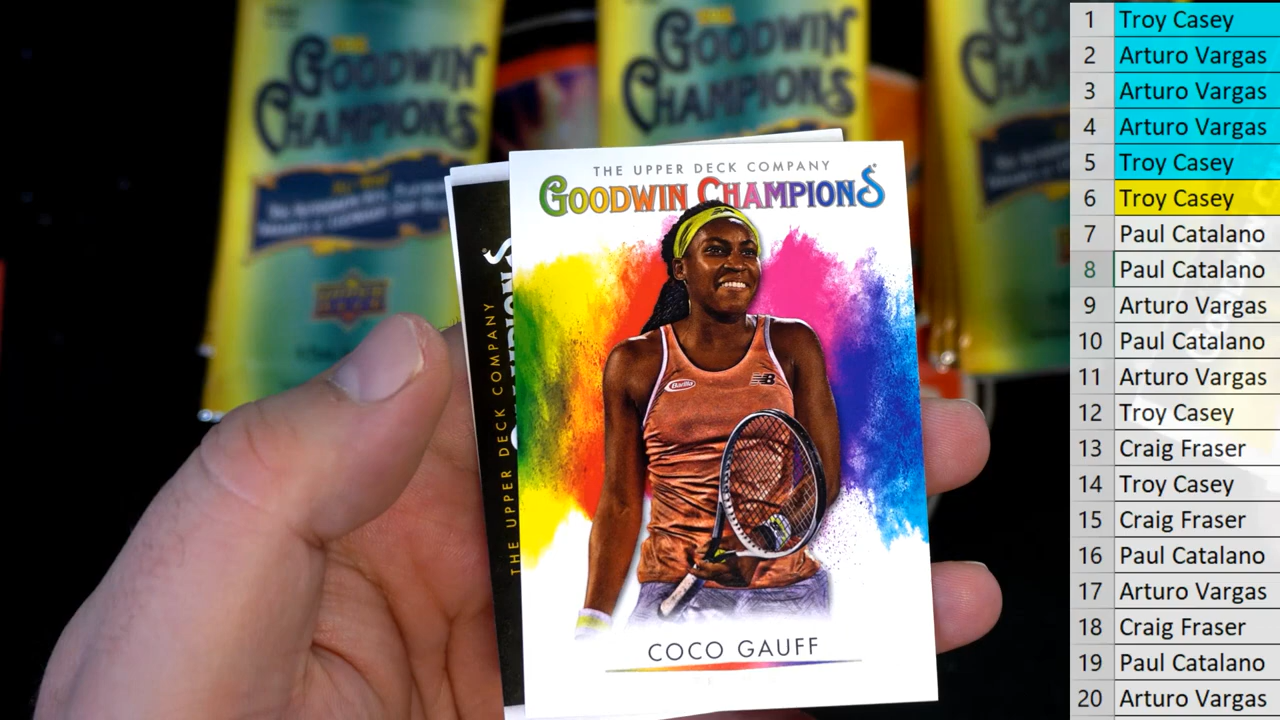 THE
GOODWIN
CHAMPIONS
GOODWIN
CHAMPIONS
UPPER
DECK
THE UPPER DECK COMPANY
THE UPPER DECK COMPANY
GOODWIN CHAMPIONS
Barilla
COCO GAUFF
1 Troy Casey
2 Arturo Vargas
3 Arturo Vargas
4 Arturo Vargas
5 Troy Casey
6 Troy Casey
7 Paul Catalano
8 Paul Catalano
9 Arturo Vargas
10 Paul Catalano
11 Arturo Vargas
12 Troy Casey
13 Craig Fraser
14 Troy Casey
15 Craig Fraser
16 Paul Catalano
17 Arturo Vargas
18 Craig Fraser
19 Paul Catalano
20 Arturo Vargas